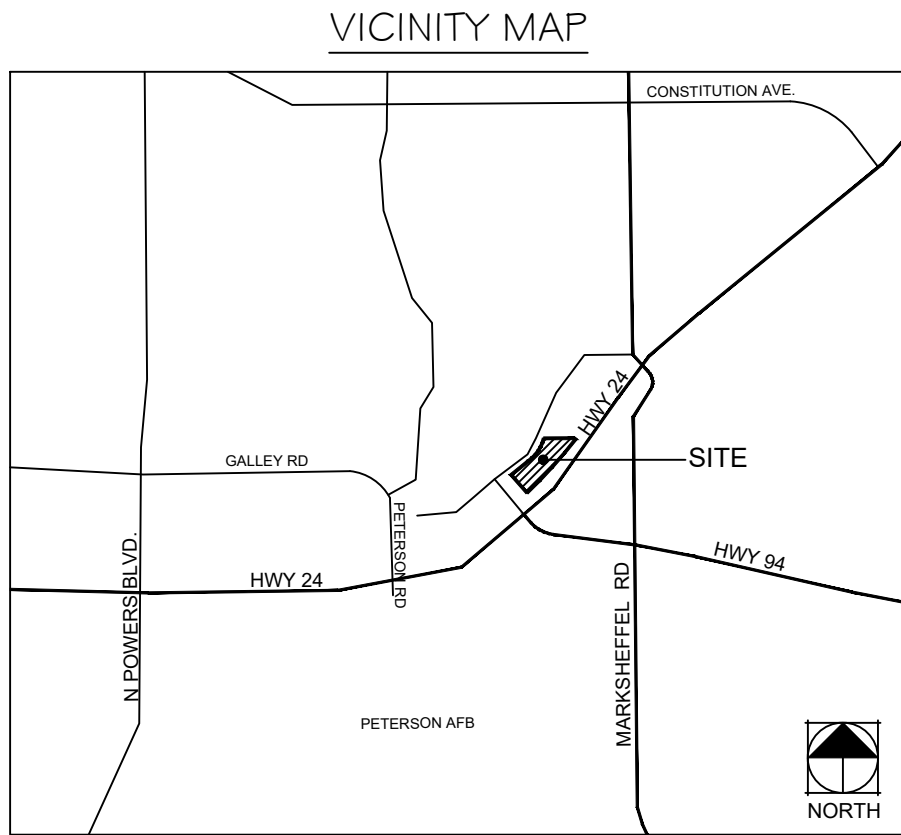 VICINITY MAP
CONSTITUTION AVE.
HWY 24
GALLEY RD
SITE
PETERSON RD
N POWERS BLVD.
HWY 24
HWY 94
MARKSHEFFEL RD
PETERSON AFB
NORTH